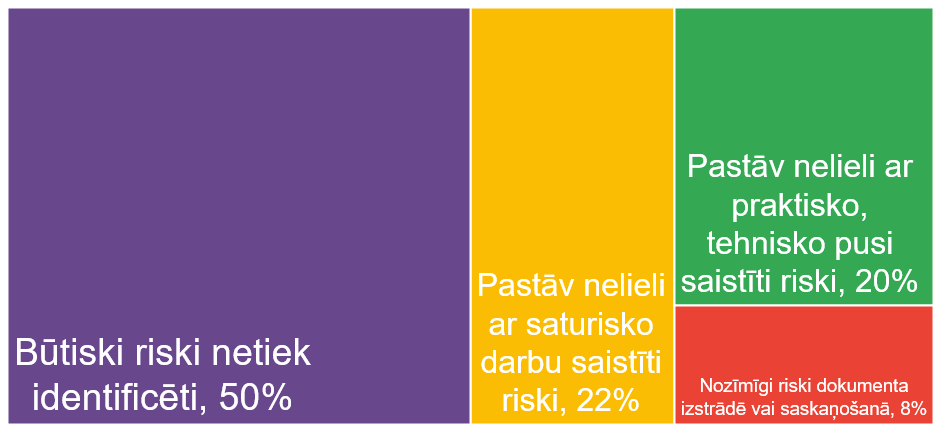 Būtiski riski netiek
identificēti, 50%
Pastāv nelieli
ar saturisko
darbu saistīti
riski, 22%
Pastāv nelieli ar
praktisko,
tehnisko pusi
saistīti riski, 20%
Nozīmīgi riski dokumenta
izstrādē vai saskaņošanā, 8%